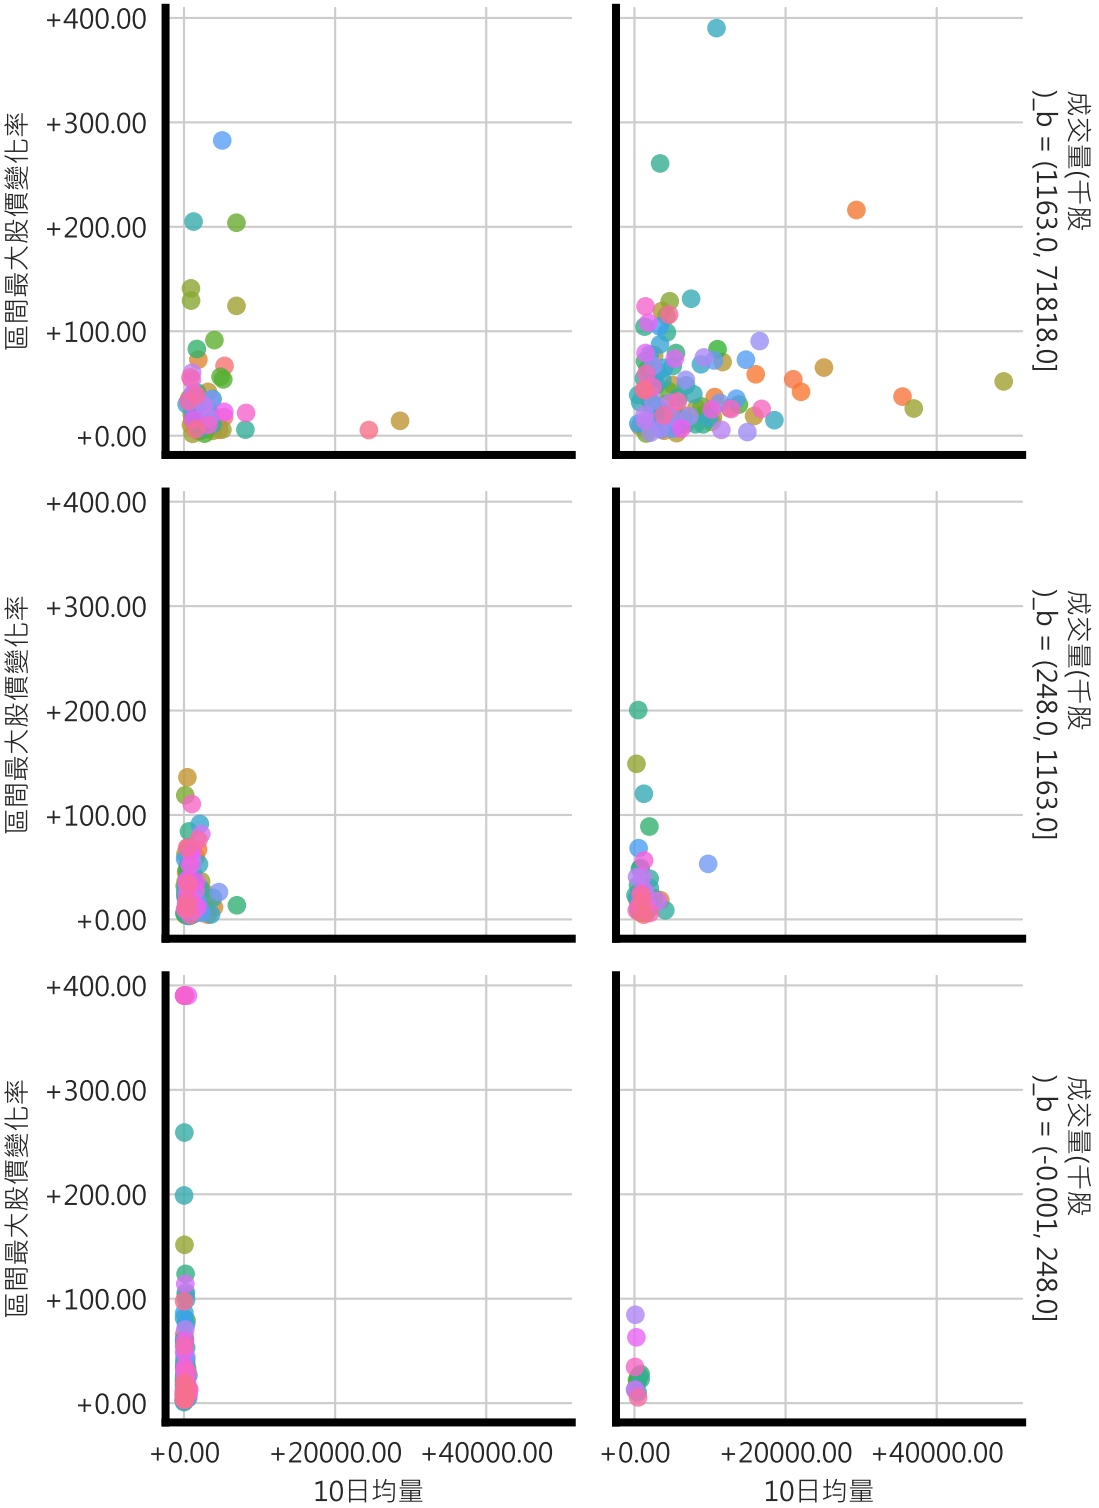 +400.00
+300.00
+200.00
+100.00
+0.00
區間最大股價變化率
成交量(千股
)_b = (1163.0, 71818.0]
+400.00
+300.00
+200.00
+100.00
+0.00
區間最大股價變化率
成交量(千股
)_b = (248.0, 1163.0]
+400.00
+300.00
+200.00
+100.00
+0.00
區間最大股價變化率
成交量(千股
)_b = (-0.001, 248.0]
+0.00 +20000.00 +40000.00
10日均量
+0.00 +20000.00 +40000.00
10日均量